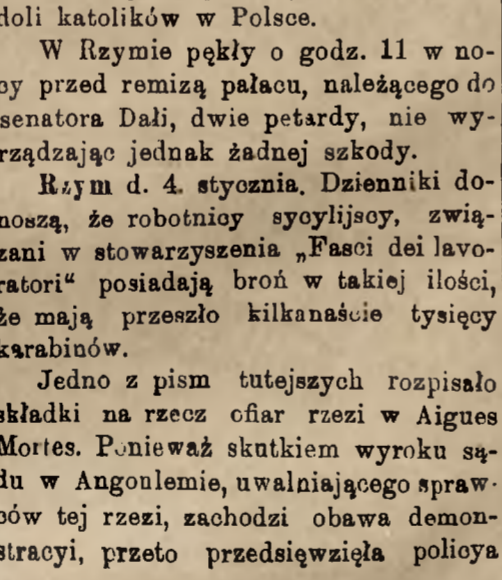 doli katolików w Polsce.
W Rzymie pękły o godz. 11 w no-
cy przed remizą pałacu, należącego do
senatora Dali, dwie petardy, nie wy-
rządzając jednak żadnej szkody.
Rzym d. 4. stycznia. Dzienniki do-
noszą, że robotnicy sycylijscy, zwią-
zani w stowarzyszenia „Fasci dei lavo-
ratori“ posiadają broń w takiej ilości,
że mają przeszło kilkanaście tysięcy
karabinów.
Jedno z pism tutejszych rozpisało
składki na rzecz ofiar rzezi w Aigues
Mortes. Ponieważ skutkiem wyroku są-
du w Angonlemie, uwalniającego spraw-
ców tej rzezi, zachodzi obawa demon-
stracyi, przeto przedsięwzięła policya